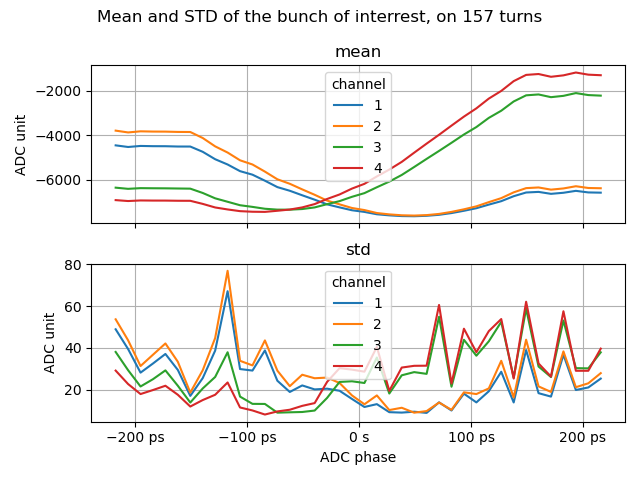 Mean and STD of the bunch of interrest, on 157 turns
mean
ADC unit
−2000
−4000
−6000
channel
1
2
3
4
std
ADC unit
80
60
40
20
channel
1
2
3
4
−200 ps
−100 ps
0 s
100 ps
200 ps
ADC phase